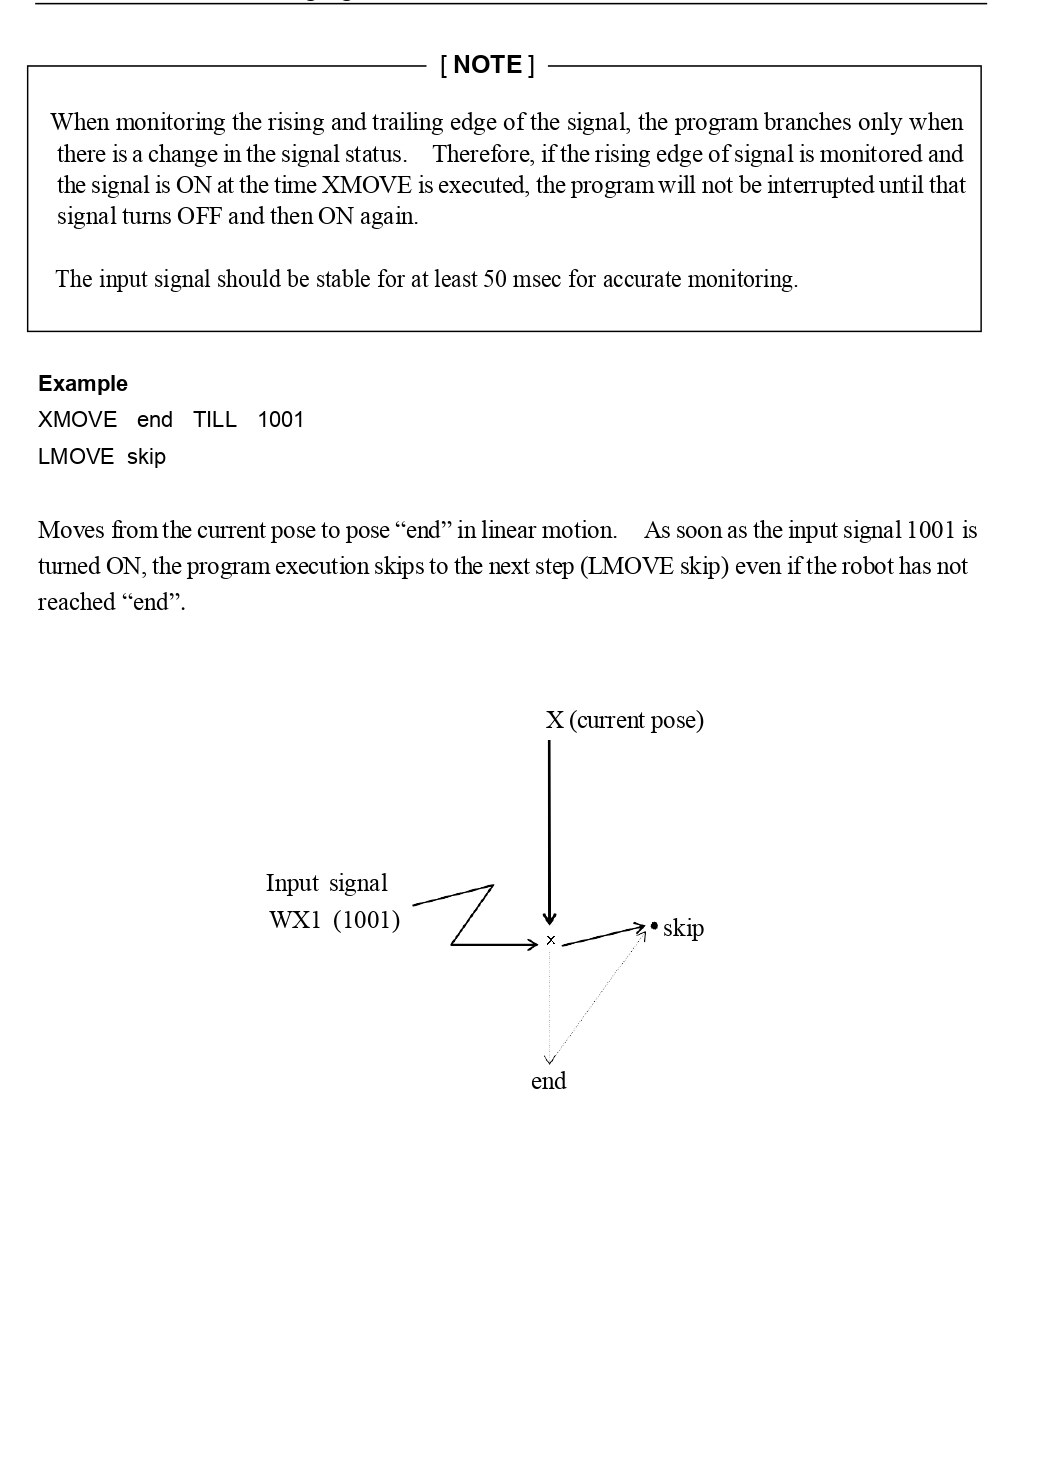 [ NOTE ]
When monitoring the rising and trailing edge of the signal, the program branches only when
there is a change in the signal status. Therefore, if the rising edge of signal is monitored and
the signal is ON at the time XMOVE is executed, the program will not be interrupted until that
signal turns OFF and then ON again.
The input signal should be stable for at least 50 msec for accurate monitoring.
Example
XMOVE end TILL 1001
LMOVE skip
Moves from the current pose to pose “end” in linear motion. As soon as the input signal 1001 is
turned ON, the program execution skips to the next step (LMOVE skip) even if the robot has not
reached “end”.
X (current pose)
Input signal
WX1 (1001)
x
skip
end